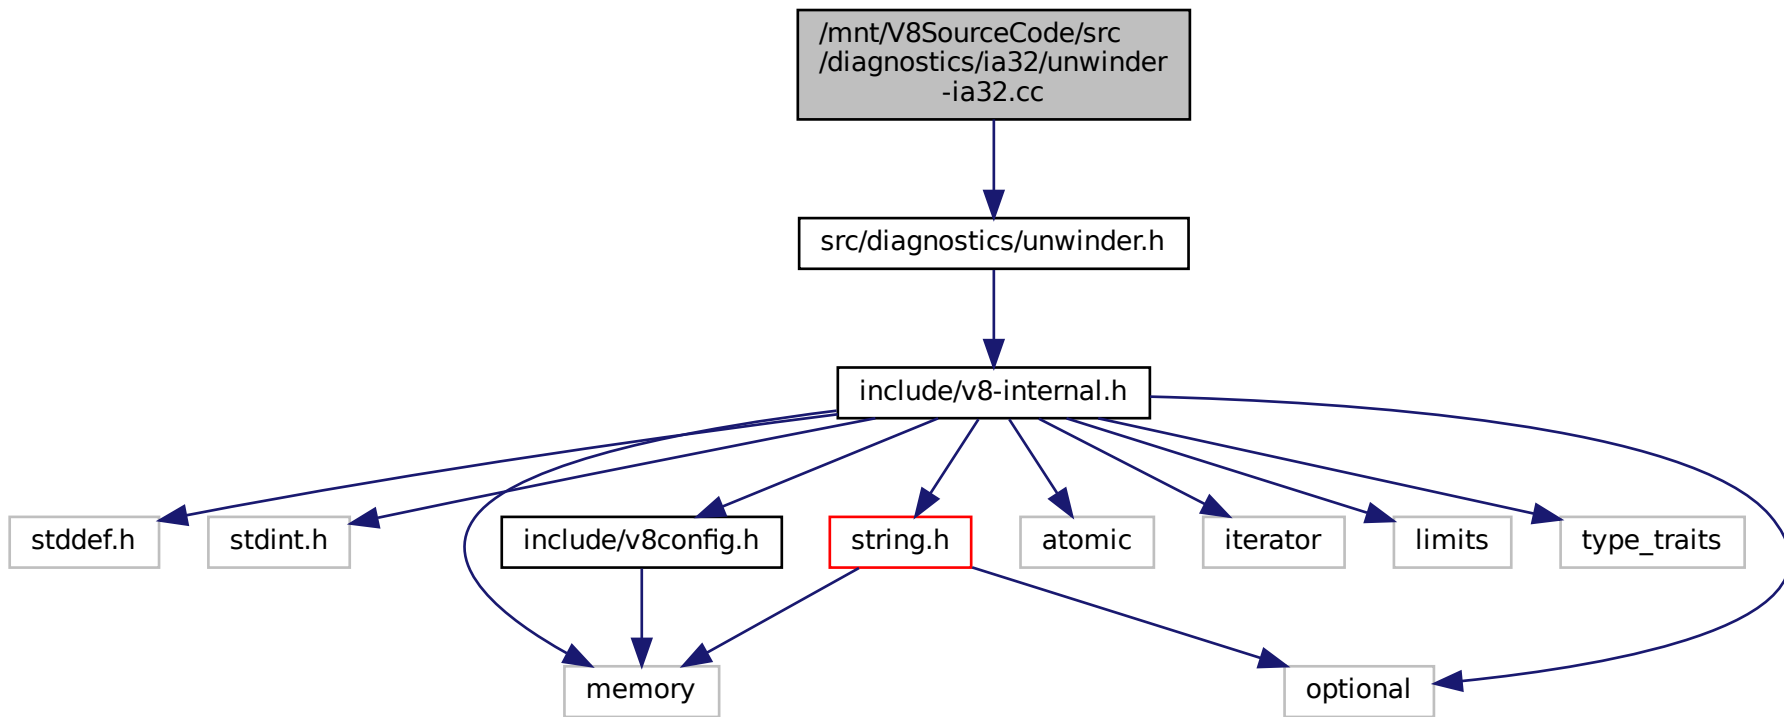 /mnt/V8SourceCode/src
/diagnostics/ia32/unwinder
-ia32.cc
src/diagnostics/unwinder.h
include/v8-internal.h
stddef.h
stdint.h
include/v8config.h
string.h
atomic
iterator
limits
type_traits
memory
optional